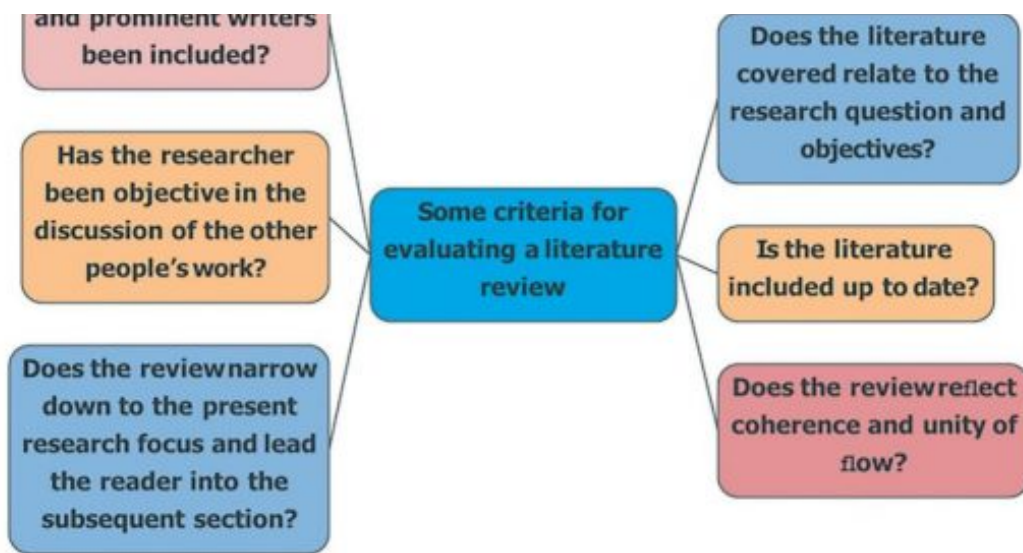 and prominent writers
been included?
Has the researcher
been objective in the
discussion of the other
people's work?
Does the review narrow
down to the present
research focus and lead
the reader into the
subsequent section?
Some criteria for
evaluating a literature
review
Does the literature
covered relate to the
research question and
objectives?
Is the literature
included up to date?
Does the review reflect
coherence and unity of
flow?